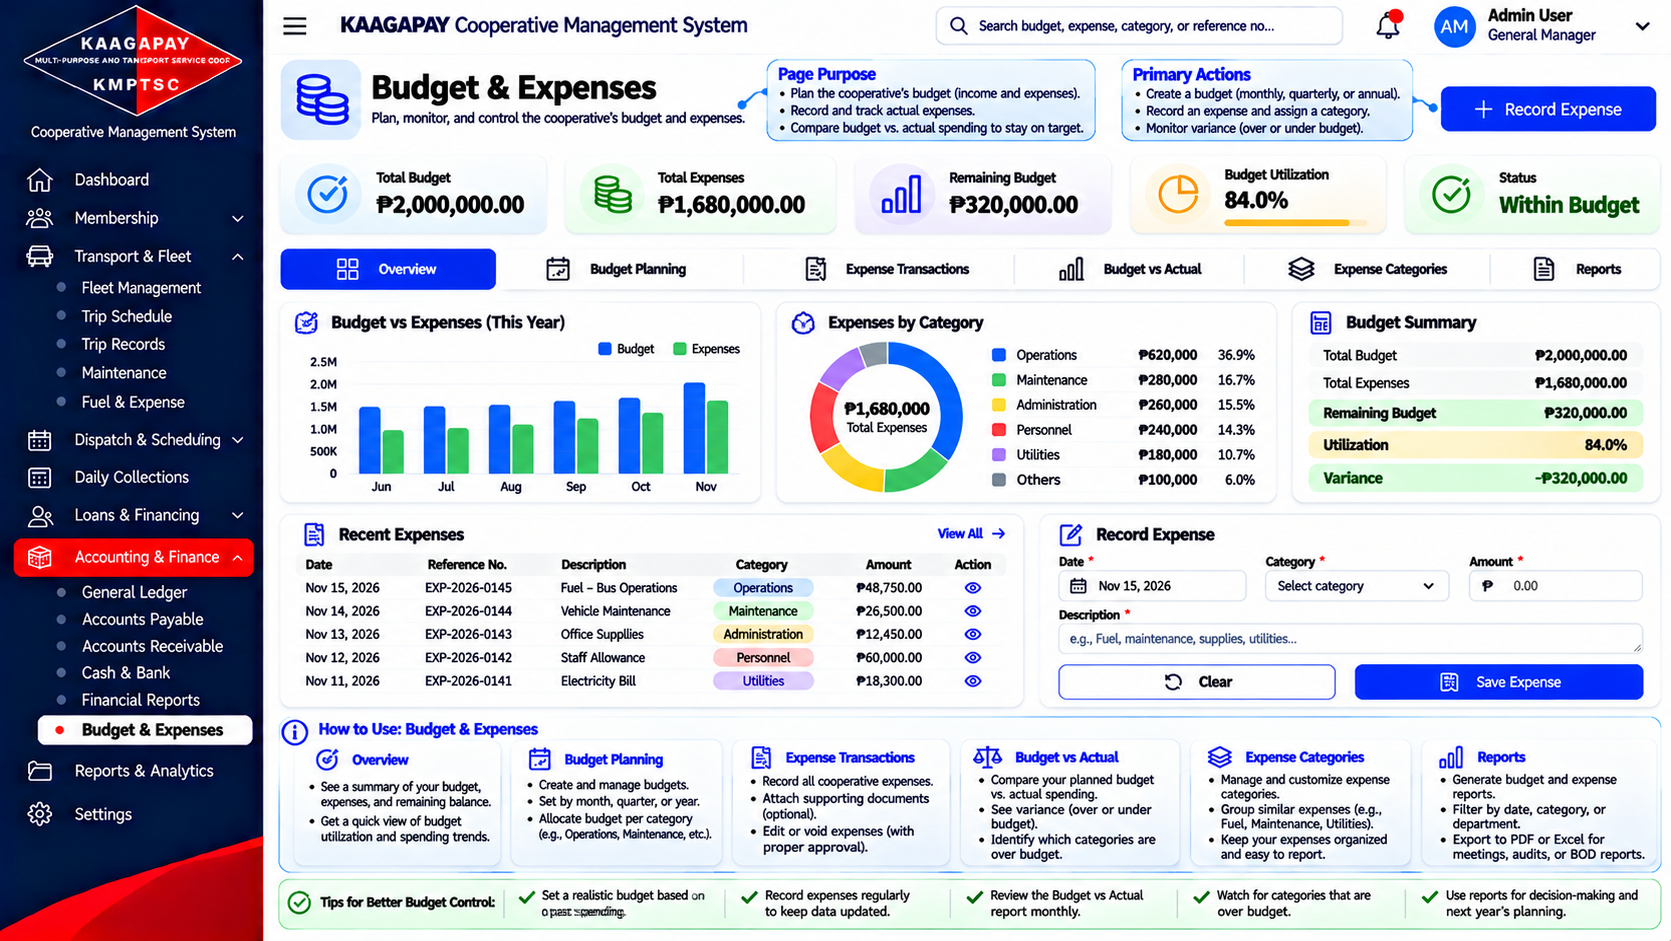 KAAGAPAY
MULTI-PURPOSE AND TRANSPORT SERVICE COOP
KMPTSC
Cooperative Management System
Dashboard
Membership
Transport & Fleet
Fleet Management
Trip Schedule
Trip Records
Maintenance
Fuel & Expense
Dispatch & Scheduling
Daily Collections
Loans & Financing
Accounting & Finance
General Ledger
Accounts Payable
Accounts Receivable
Cash & Bank
Financial Reports
Budget & Expenses
Reports & Analytics
Settings
KAAGAPAY Cooperative Management System
Search budget, expense, category, or reference no...
AM
Admin User
General Manager
Budget & Expenses
Plan, monitor, and control the cooperative's budget and expenses.
Page Purpose
• Plan the cooperative's budget (income and expenses).
• Record and track actual expenses.
• Compare budget vs. actual spending to stay on target.
Primary Actions
• Create a budget (monthly, quarterly, or annual).
• Record an expense and assign a category.
• Monitor variance (over or under budget).
+ Record Expense
Total Budget
₱2,000,000.00
Total Expenses
₱1,680,000.00
Remaining Budget
₱320,000.00
Budget Utilization
84.0%
Status
Within Budget
Overview
Budget Planning
Expense Transactions
Budget vs Actual
Expense Categories
Reports
Budget vs Expenses (This Year)
Budget Expenses
2.5M
2.0M
1.5M
1.0M
500K
0
Jun Jul Aug Sep Oct Nov
Expenses by Category
₱1,680,000
Total Expenses
Operations ₱620,000 36.9%
Maintenance ₱280,000 16.7%
Administration ₱260,000 15.5%
Personnel ₱240,000 14.3%
Utilities ₱180,000 10.7%
Others ₱100,000 6.0%
Budget Summary
Total Budget ₱2,000,000.00
Total Expenses ₱1,680,000.00
Remaining Budget ₱320,000.00
Utilization 84.0%
Variance -₱320,000.00
Recent Expenses
View All →
Date Reference No. Description Category Amount Action
Nov 15, 2026 EXP-2026-0145 Fuel – Bus Operations Operations ₱48,750.00
Nov 14, 2026 EXP-2026-0144 Vehicle Maintenance Maintenance ₱26,500.00
Nov 13, 2026 EXP-2026-0143 Office Suppllies Administration ₱12,450.00
Nov 12, 2026 EXP-2026-0142 Staff Allowance Personnel ₱60,000.00
Nov 11, 2026 EXP-2026-0141 Electricity Bill Utilities ₱18,300.00
Record Expense
Date * Category * Amount *
Nov 15, 2026 Select category ₱ 0.00
Description *
e.g., Fuel, maintenance, supplies, utilities...
Clear
Save Expense
How to Use: Budget & Expenses
Overview
• See a summary of your budget,
expenses, and remaining balance.
• Get a quick view of budget
utilization and spending trends.
Budget Planning
• Create and manage budgets.
• Set by month, quarter, or year.
• Allocate budget per category
(e.g., Operations, Maintenance, etc.).
Expense Transactions
• Record all cooperative expenses.
• Attach supporting documents
(optional).
• Edit or void expenses (with
proper approval).
Budget vs Actual
• Compare your planned budget
vs. actual spending.
• See variance (over or under
budget).
• Identify which categories are
over budget.
Expense Categories
• Manage and customize expense
categories.
• Group similar expenses (e.g.,
Fuel, Maintenance, Utilities).
• Keep your expenses organized
and easy to report.
Reports
• Generate budget and expense
reports.
• Filter by date, category, or
department.
• Export to PDF or Excel for
meetings, audits, or BOD reports.
Tips for Better Budget Control:
Set a realistic budget based on
past spending.
Record expenses regularly
to keep data updated.
Review the Budget vs Actual
report monthly.
Watch for categories that are
over budget.
Use reports for decision-making and
next year's planning.